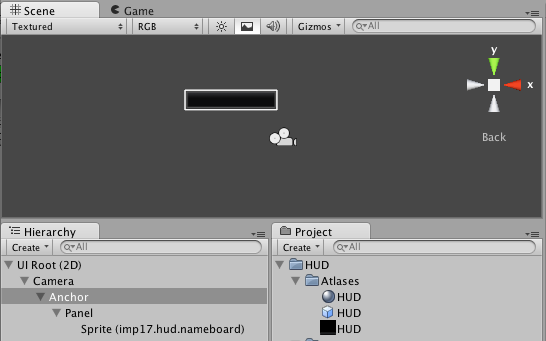 Scene Game
Textured RGB Gizmos All
y
x
Back
Hierarchy Project
Create All Create All
UI Root (2D) HUD
Camera Atlases
Anchor HUD
Panel HUD
Sprite (imp17.hud.nameboard) HUD